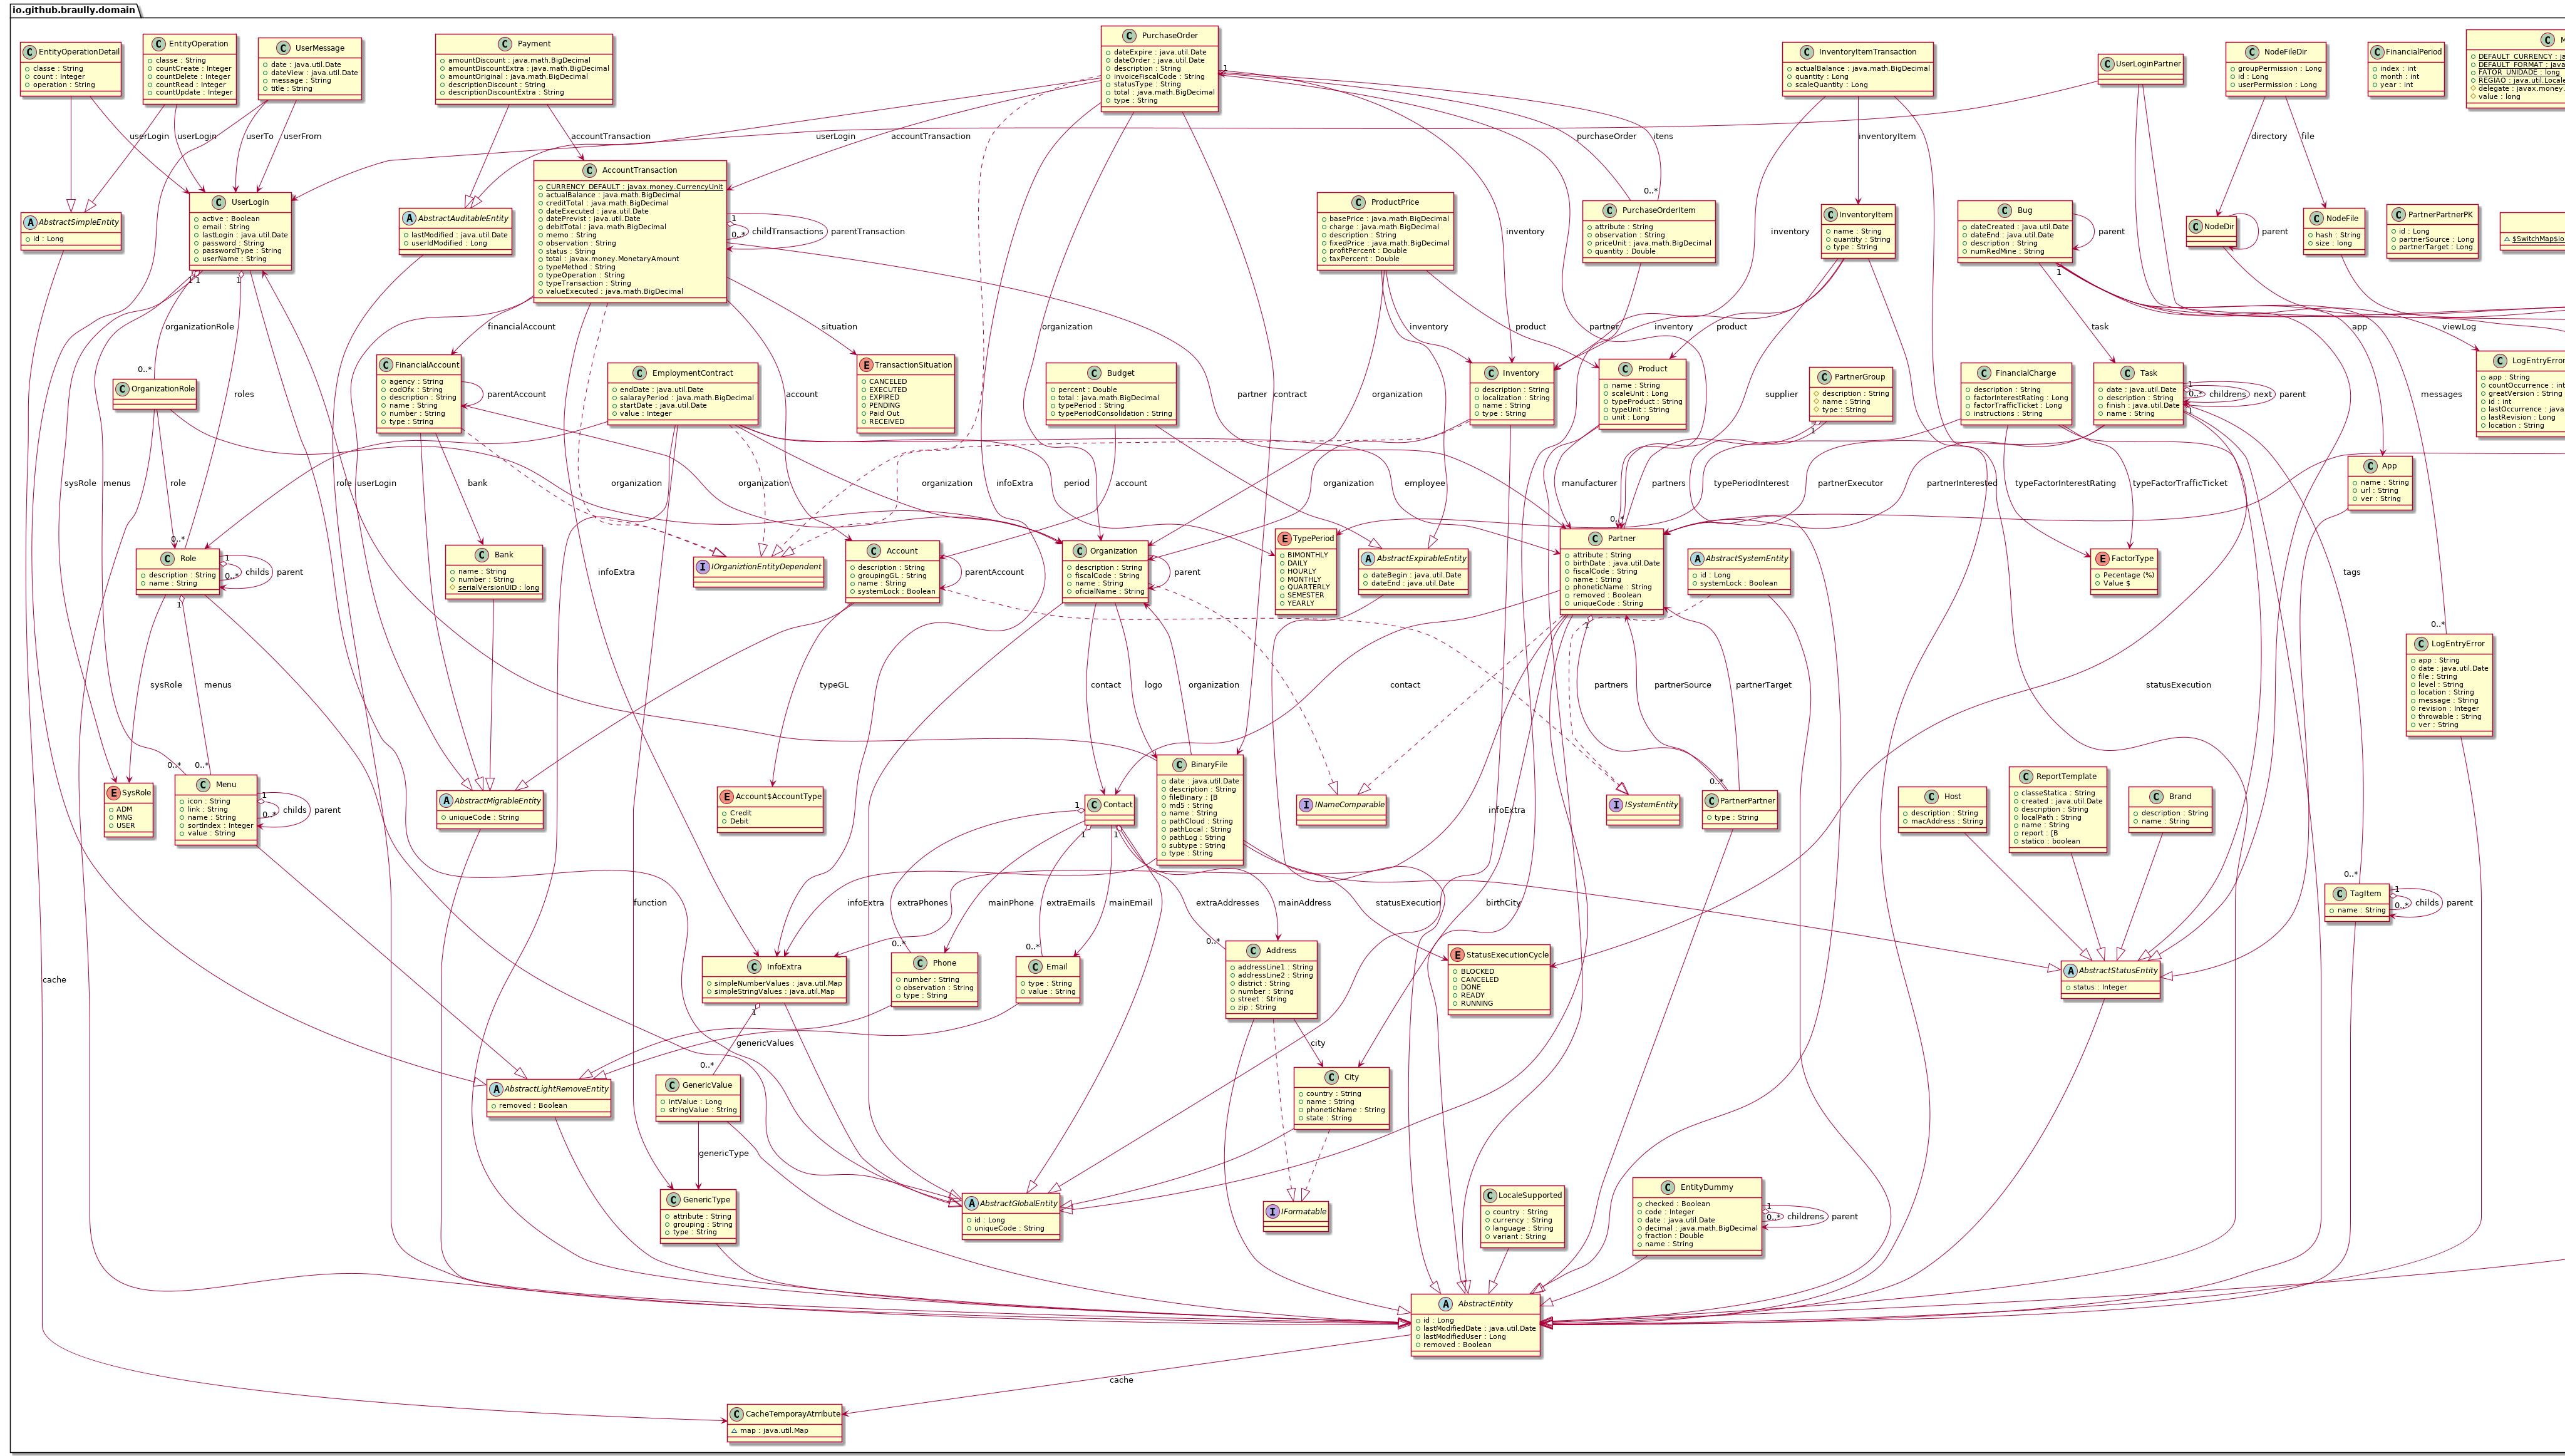 io.github.braully.domain
EntityOperationDetail
classe : String
count : Integer
operation : String
EntityOperation
classe : String
countCreate : Integer
countDelete : Integer
countRead : Integer
countUpdate : Integer
UserMessage
date : java.util.Date
dateView : java.util.Date
message : String
title : String
Payment
amountDiscount : java.math.BigDecimal
amountDiscountExtra : java.math.BigDecimal
amountOriginal : java.math.BigDecimal
descriptionDiscount : String
descriptionDiscountExtra : String
PurchaseOrder
dateExpire : java.util.Date
dateOrder : java.util.Date
description : String
invoiceFiscalCode : String
statusType : String
total : java.math.BigDecimal
type : String
InventoryItemTransaction
actualBalance : java.math.BigDecimal
quantity : Long
scaleQuantity : Long
UserLoginPartner
NodeFileDir
groupPermission : Long
id : Long
userPermission : Long
FinancialPeriod
index : int
month : int
year : int
DEFAULT_CURRENCY : ja
DEFAULT_FORMAT : java
FATOR_UNIDADE : long
REGIAO : java.util.Locale
delegate : javax.money.
value : long
userLogin
userLogin
userTo
userFrom
accountTransaction
userLogin
accountTransaction
1
purchaseOrder
itens
inventoryItem
directory
file
AbstractSimpleEntity
id : Long
UserLogin
active : Boolean
email : String
lastLogin : java.util.Date
password : String
passwordType : String
userName : String
AbstractAuditableEntity
lastModified : java.util.Date
userIdModified : Long
AccountTransaction
CURRENCY_DEFAULT : javax.money.CurrencyUnit
actualBalance : java.math.BigDecimal
creditTotal : java.math.BigDecimal
dateExecuted : java.util.Date
datePrevist : java.util.Date
debitTotal : java.math.BigDecimal
memo : String
observation : String
status : String
total : javax.money.MonetaryAmount
typeMethod : String
typeOperation : String
typeTransaction : String
valueExecuted : java.math.BigDecimal
1
0..*
childTransactions
parentTransaction
inventory
ProductPrice
basePrice : java.math.BigDecimal
charge : java.math.BigDecimal
description : String
fixedPrice : java.math.BigDecimal
profitPercent : Double
taxPercent : Double
0..*
PurchaseOrderItem
attribute : String
observation : String
priceUnit : java.math.BigDecimal
quantity : Double
inventory
InventoryItem
name : String
quantity : String
type : String
Bug
dateCreated : java.util.Date
dateEnd : java.util.Date
description : String
numRedMine : String
parent
1
NodeDir
parent
NodeFile
hash : String
size : long
PartnerPartnerPK
id : Long
partnerSource : Long
partnerTarget : Long
$SwitchMap$io
1
1
1
organizationRole
financialAccount
situation
organization
inventory
product
partner
inventory
product
task
app
viewLog
0..*
OrganizationRole
roles
FinancialAccount
agency : String
codOfx : String
description : String
name : String
number : String
type : String
parentAccount
EmploymentContract
endDate : java.util.Date
salarayPeriod : java.math.BigDecimal
startDate : java.util.Date
value : Integer
account
TransactionSituation
CANCELED
EXECUTED
EXPIRED
PENDING
Paid Out
RECEIVED
Budget
percent : Double
total : java.math.BigDecimal
typePeriod : String
typePeriodConsolidation : String
partner
contract
organization
Inventory
description : String
localization : String
name : String
type : String
Product
name : String
scaleUnit : Long
typeProduct : String
typeUnit : String
unit : Long
supplier
PartnerGroup
description : String
name : String
type : String
1
FinancialCharge
description : String
factorInterestRating : Long
factorTrafficTicket : Long
instructions : String
Task
date : java.util.Date
description : String
finish : java.util.Date
name : String
1
0..*
childrens
next
parent
1
messages
LogEntryError
app : String
countOccurrence : int
greatVersion : String
id : int
lastOccurrence : java
lastRevision : Long
location : String
sysRole
menus
role
role
userLogin
bank
organization
organization
organization
infoExtra
period
account
organization
employee
typePeriodInterest
manufacturer
partners
partnerExecutor
partnerInterested
typeFactorInterestRating
typeFactorTrafficTicket
App
name : String
url : String
ver : String
0..*
Role
description : String
name : String
1
0..*
childs
parent
1
Bank
name : String
number : String
serialVersionUID : long
infoExtra
IOrganiztionEntityDependent
Account
description : String
groupingGL : String
name : String
systemLock : Boolean
parentAccount
Organization
description : String
fiscalCode : String
name : String
oficialName : String
parent
TypePeriod
BIMONTHLY
DAILY
HOURLY
MONTHLY
QUARTERLY
SEMESTER
YEARLY
AbstractExpirableEntity
dateBegin : java.util.Date
dateEnd : java.util.Date
0..*
Partner
attribute : String
birthDate : java.util.Date
fiscalCode : String
name : String
phoneticName : String
removed : Boolean
uniqueCode : String
1
AbstractSystemEntity
id : Long
systemLock : Boolean
FactorType
Pecentage (%)
Value $
tags
0..*
LogEntryError
app : String
date : java.util.Date
file : String
level : String
location : String
message : String
revision : Integer
throwable : String
ver : String
sysRole
menus
typeGL
contact
logo
organization
contact
partners
partnerSource
partnerTarget
statusExecution
0..*
0..*
SysRole
ADM
MNG
USER
Menu
icon : String
link : String
name : String
sortIndex : Integer
value : String
1
0..*
childs
parent
AbstractMigrableEntity
uniqueCode : String
Account$AccountType
Credit
Debit
1
Contact
1
1
BinaryFile
date : java.util.Date
description : String
fileBinary : [B
md5 : String
name : String
pathCloud : String
pathLocal : String
pathLog : String
subtype : String
type : String
INameComparable
infoExtra
ISystemEntity
0..*
PartnerPartner
type : String
Host
description : String
macAddress : String
ReportTemplate
classeStatica : String
created : java.util.Date
description : String
localPath : String
name : String
report : [B
statico : boolean
Brand
description : String
name : String
function
infoExtra
extraPhones
mainPhone
extraEmails
mainEmail
extraAddresses
mainAddress
statusExecution
birthCity
0..*
TagItem
name : String
1
0..*
childs
parent
cache
InfoExtra
simpleNumberValues : java.util.Map
simpleStringValues : java.util.Map
1
0..*
Phone
number : String
observation : String
type : String
0..*
Email
type : String
value : String
0..*
Address
addressLine1 : String
addressLine2 : String
district : String
number : String
street : String
zip : String
StatusExecutionCycle
BLOCKED
CANCELED
DONE
READY
RUNNING
AbstractStatusEntity
status : Integer
genericValues
city
0..*
AbstractLightRemoveEntity
removed : Boolean
GenericValue
intValue : Long
stringValue : String
City
country : String
name : String
phoneticName : String
state : String
genericType
GenericType
attribute : String
grouping : String
type : String
AbstractGlobalEntity
id : Long
uniqueCode : String
IFormatable
LocaleSupported
country : String
currency : String
language : String
variant : String
EntityDummy
checked : Boolean
code : Integer
date : java.util.Date
decimal : java.math.BigDecimal
fraction : Double
name : String
1
0..*
childrens
parent
AbstractEntity
id : Long
lastModifiedDate : java.util.Date
lastModifiedUser : Long
removed : Boolean
cache
CacheTemporayAtrribute
map : java.util.Map